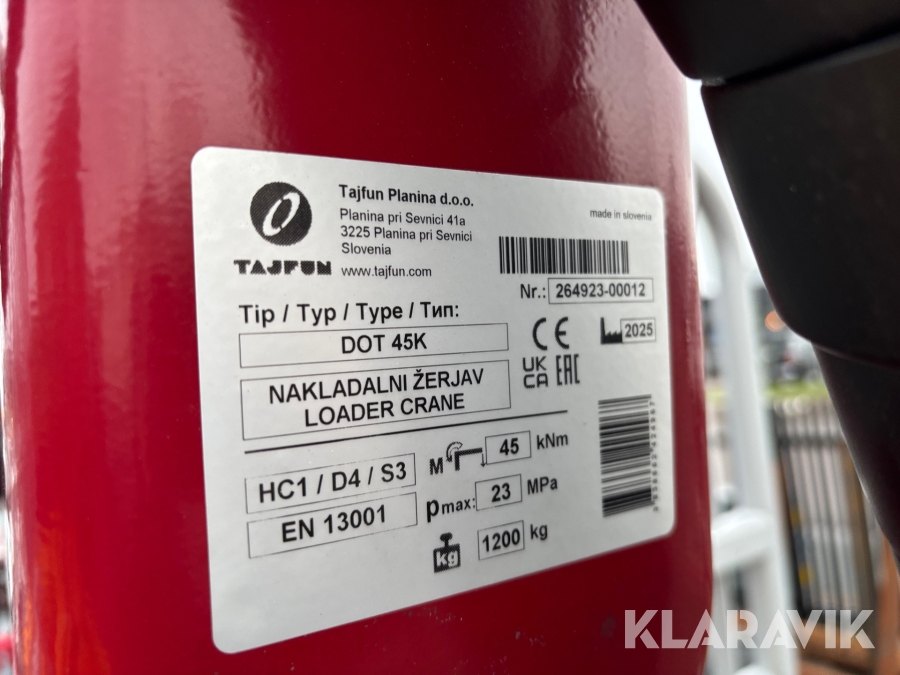 Tajfun Planina d.o.o.
Planina pri Sevnici 41a
3225 Planina pri Sevnici
Slovenia
www.tajfun.com
TAJFUN
made in slovenia
Nr.: 264923-00012
Tip / Typ / Type / Тип:
DOT 45K
NAKLADALNI ŽERJAV
LOADER CRANE
CE
2025
UK
CA
EAC
HC1 / D4 / S3
EN 13001
M 45 kNm
pmax: 23 MPa
kg 1200 kg
KLARAVIK